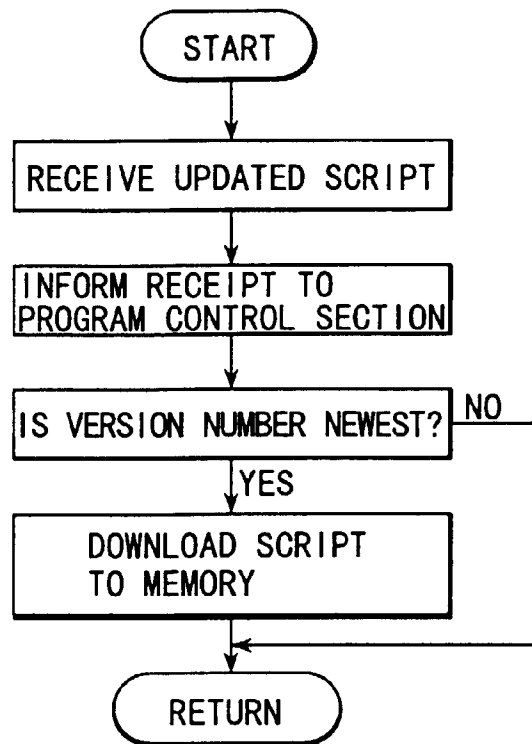 START
RECEIVE UPDATED SCRIPT
INFORM RECEIPT TO
PROGRAM CONTROL SECTION
IS VERSION NUMBER NEWEST?
NO
YES
DOWNLOAD SCRIPT
TO MEMORY
RETURN